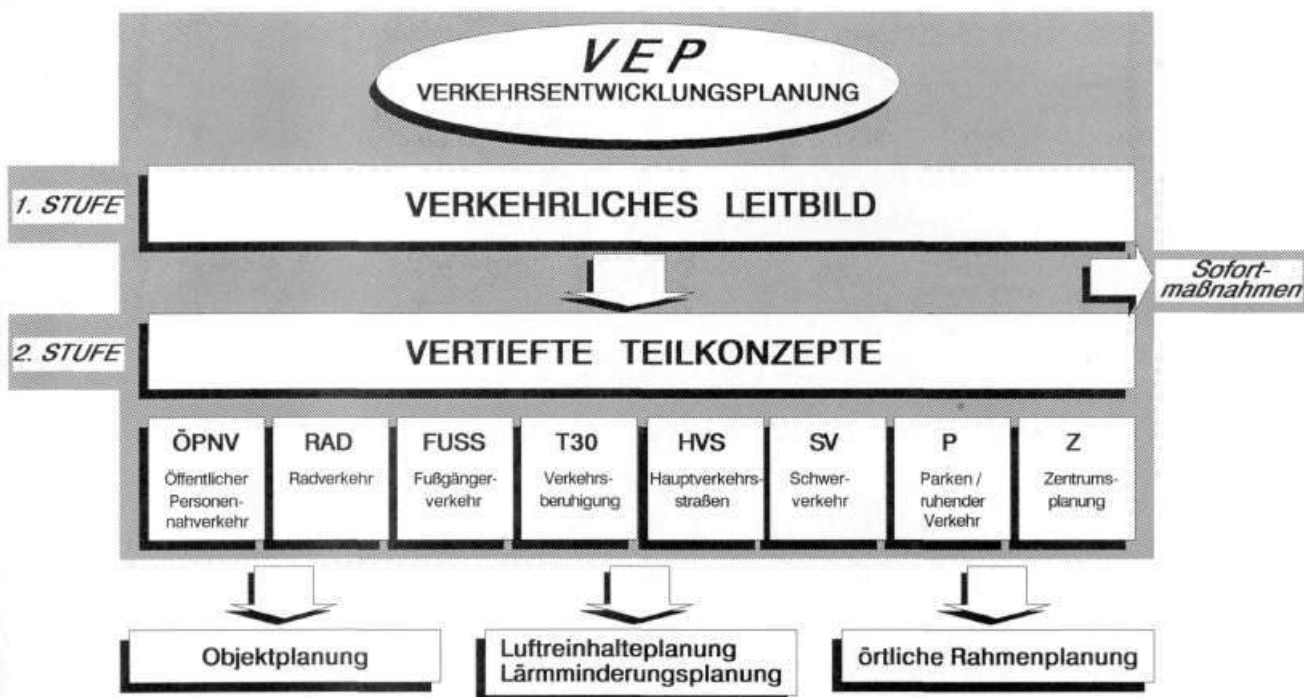 VEP
VERKEHRSENTWICKLUNGSPLANUNG
1. STUFE
VERKEHRLICHES LEITBILD
Sofort-
maßnahmen
2. STUFE
VERTIEFTE TEILKONZEPTE
ÖPNV
Öffentlicher
Personen-
nahverkehr
RAD
Radverkehr
FUSS
Fußgänger-
verkehr
T30
Verkehrs-
beruhigung
HVS
Hauptverkehrs-
straßen
SV
Schwer-
verkehr
P
Parken /
ruhender
Verkehr
Z
Zentrums-
planung
Objektplanung
Luftreinhalteplanung
Lärmminderungsplanung
örtliche Rahmenplanung